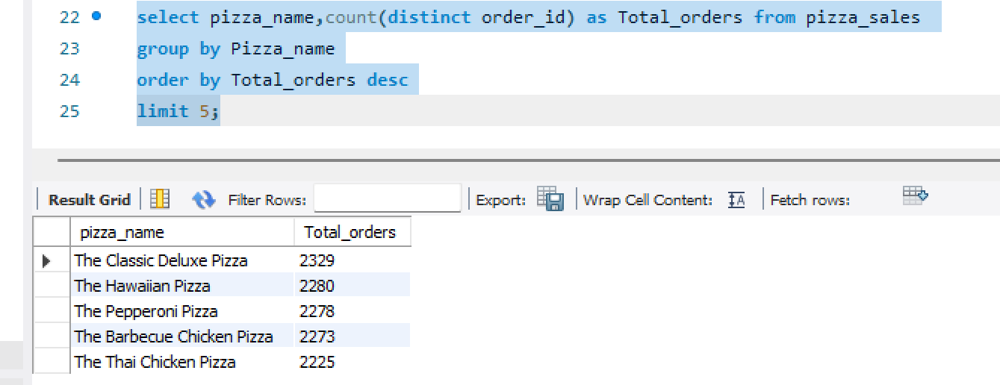 22 select pizza_name,count(distinct order_id) as Total_orders from pizza_sales
23 group by Pizza_name
24 order by Total_orders desc
25 limit 5;
Result Grid Filter Rows: Export: Wrap Cell Content: IA Fetch rows:
pizza_name Total_orders
The Classic Deluxe Pizza 2329
The Hawaiian Pizza 2280
The Pepperoni Pizza 2278
The Barbecue Chicken Pizza 2273
The Thai Chicken Pizza 2225